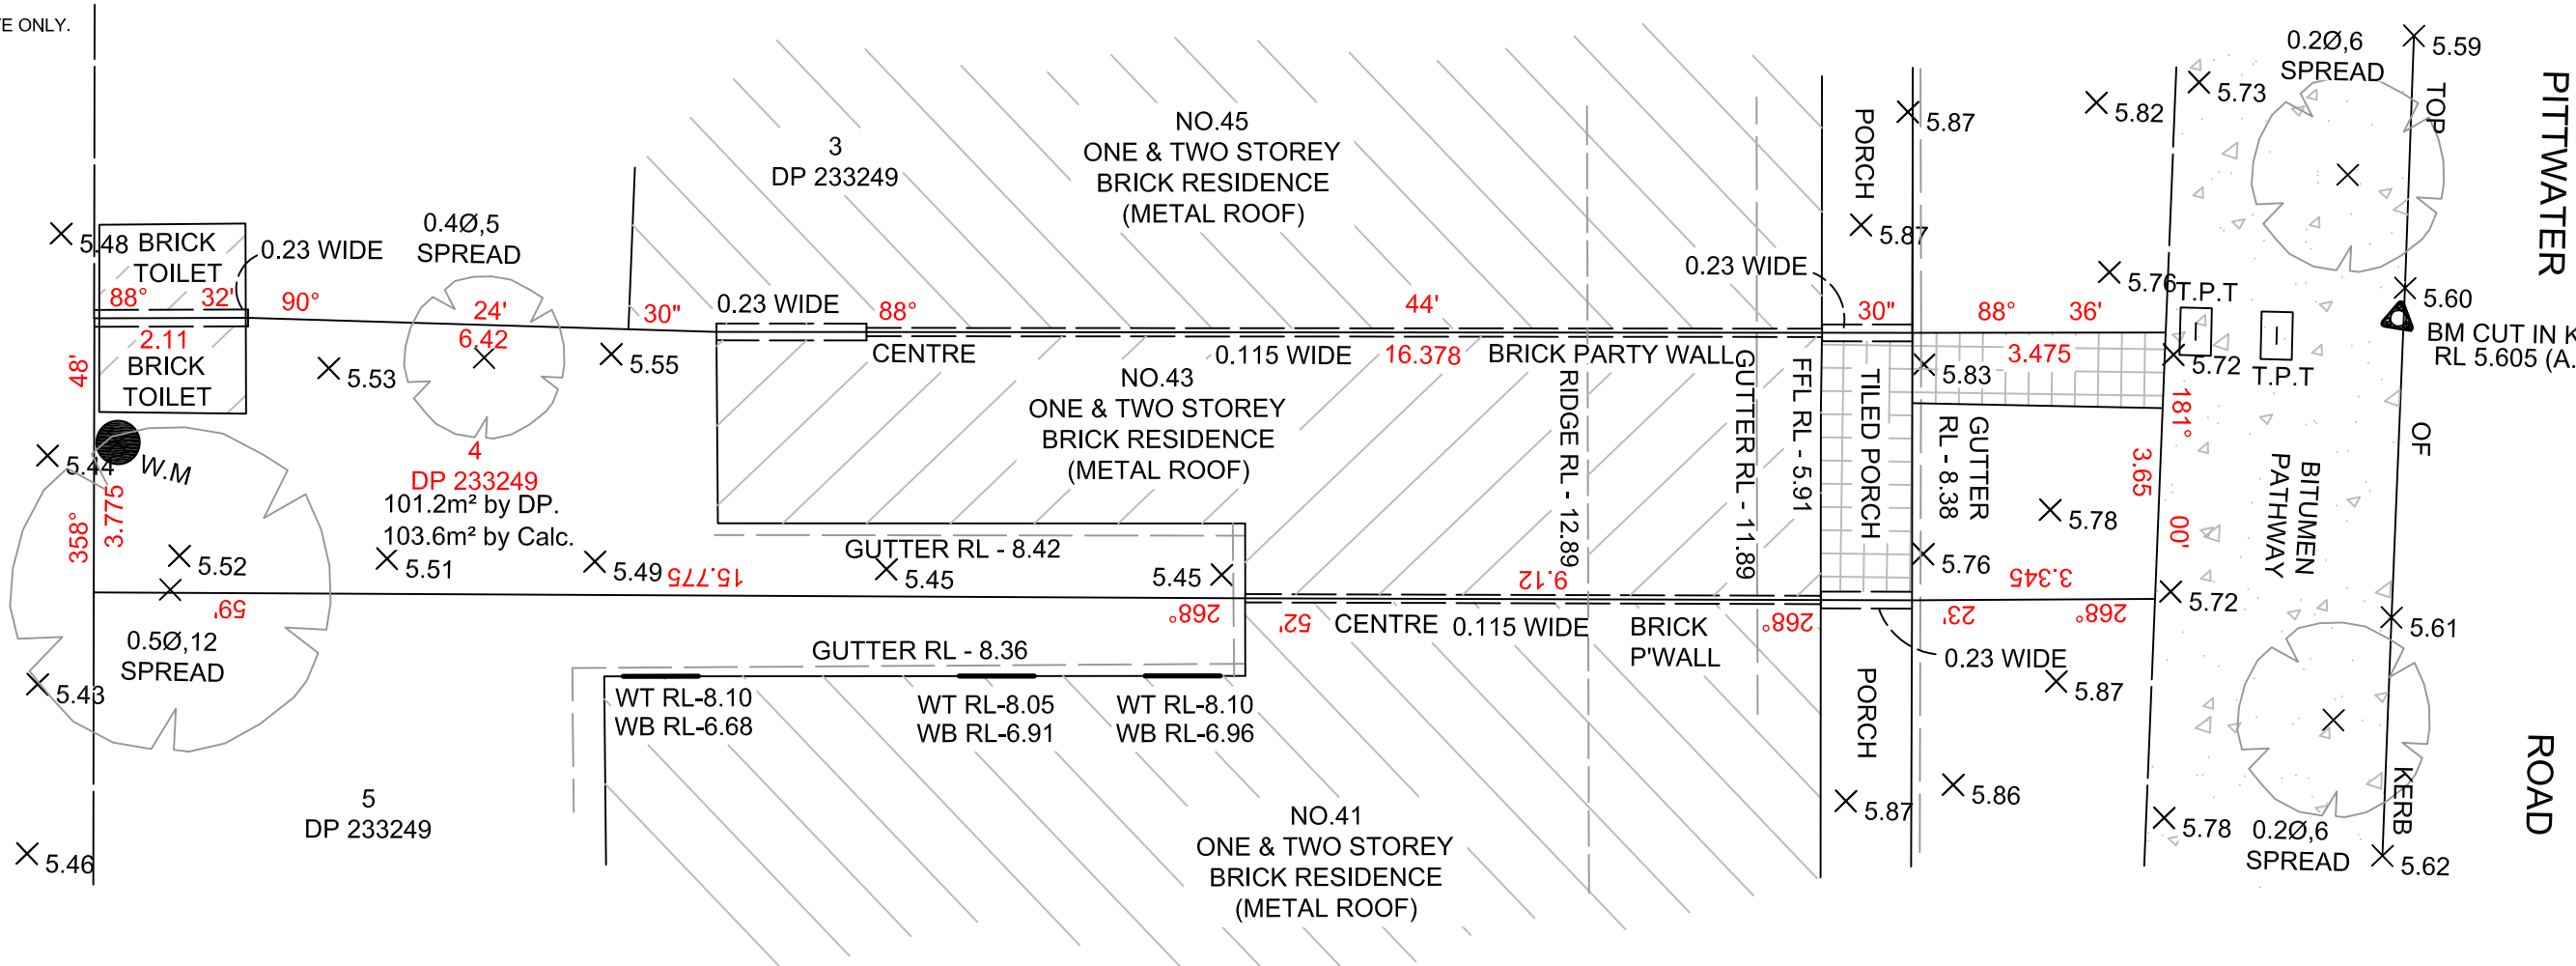 E ONLY.
5.48
BRICK
TOILET
0.23 WIDE
0.4Ø,5
SPREAD
3
DP 233249
NO.45
ONE & TWO STOREY
BRICK RESIDENCE
(METAL ROOF)
PORCH
5.87
5.87
5.82
5.73
0.2Ø,6
SPREAD
5.59
TOP
PITTWATER
88° 32' 90° 24' 30" 0.23 WIDE 88° 44' 0.23 WIDE 30" 88° 36'
5.76
T.P.T
I
I
T.P.T
5.60
BM CUT IN K
RL 5.605 (A.
2.11
BRICK
TOILET
48'
5.53
6.42
5.55
CENTRE 0.115 WIDE 16.378 BRICK PARTY WALL
3.475
5.72
5.83
NO.43
ONE & TWO STOREY
BRICK RESIDENCE
(METAL ROOF)
RIDGE RL - 12.89
GUTTER RL - 11.89
FFL RL - 5.91
TILED PORCH
GUTTER
RL - 8.38
181°
3.65
00'
BITUMEN
PATHWAY
OF
5.44
W.M
358°
3.775
4
DP 233249
101.2m² by DP.
103.6m² by Calc.
5.52
5.51
5.49
15.775
GUTTER RL - 8.42
5.45
5.45
9.12
5.78
5.76
3.345
5.72
59'
268°
52'
CENTRE 0.115 WIDE BRICK
P'WALL
268°
23'
268°
5.61
0.5Ø,12
SPREAD
GUTTER RL - 8.36
0.23 WIDE
5.43
WT RL-8.10
WB RL-6.68
WT RL-8.05
WB RL-6.91
WT RL-8.10
WB RL-6.96
PORCH
5.87
5.86
5.87
5
DP 233249
NO.41
ONE & TWO STOREY
BRICK RESIDENCE
(METAL ROOF)
5.78
0.2Ø,6
SPREAD
KERB
5.62
ROAD
5.46